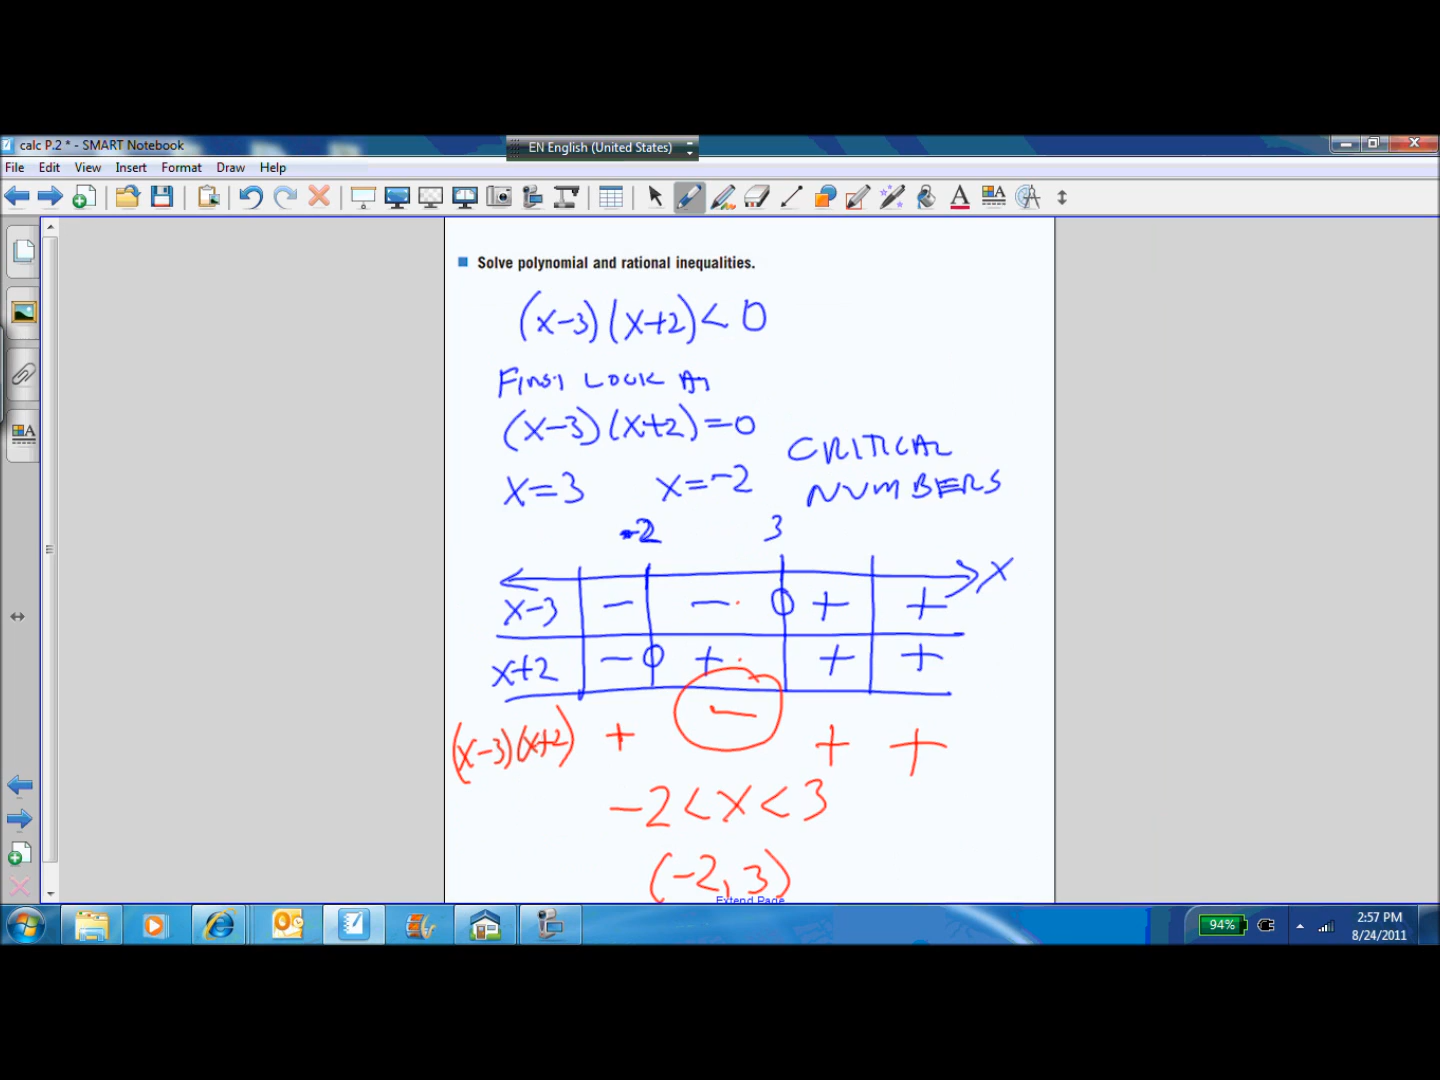 calc P.2 * - SMART Notebook
EN English (United States)
File Edit View Insert Format Draw Help
Solve polynomial and rational inequalities.
(x-3)(x+2)<0
FIRST LOOK AT
(x-3)(x+2)=0
CRITICAL
x=3 x=-2
NUMBERS
-2 3
x
x-3 - - 0 + +
x+2 - 0 + + +
(x-3)(x+2) + - + +
-2<x<3
(-2,3)
Extend Page
94%
2:57 PM
8/24/2011